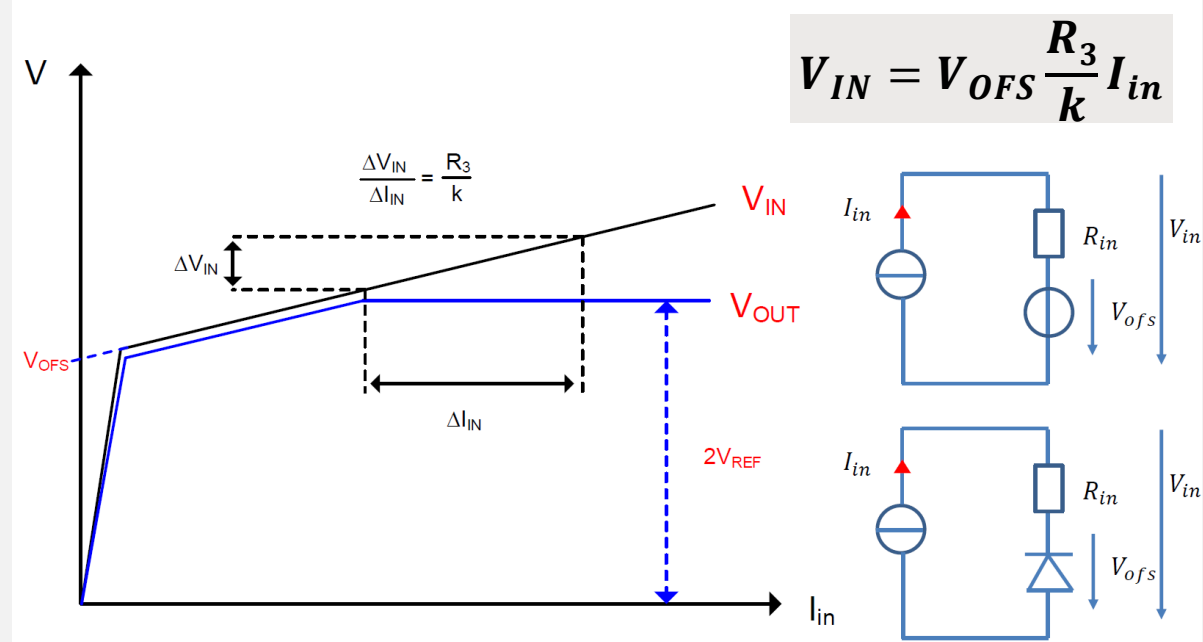 V
V_IN = V_OFS R_3/k I_in
ΔV_IN/ΔI_IN = R_3/k
V_IN
ΔV_IN
V_OUT
V_OFS
ΔI_IN
2V_REF
I_in
I_in
R_in
V_in
V_ofs
I_in
R_in
V_in
V_ofs